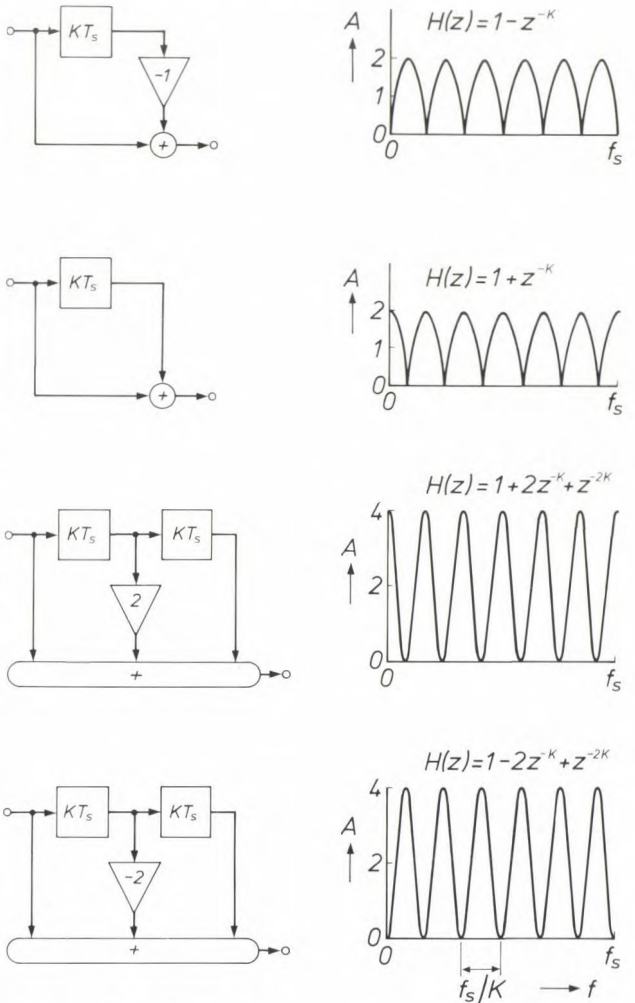 KTs
-1
+
H(z)=1-z^-K
A
2
1
0
0
fs
KTs
+
H(z)=1+z^-K
A
2
1
0
0
fs
KTs
KTs
2
+
H(z)=1+2z^-K+z^-2K
4
A
2
0
0
fs
KTs
KTs
-2
+
H(z)=1-2z^-K+z^-2K
4
A
2
0
0
fs
fs/K
f